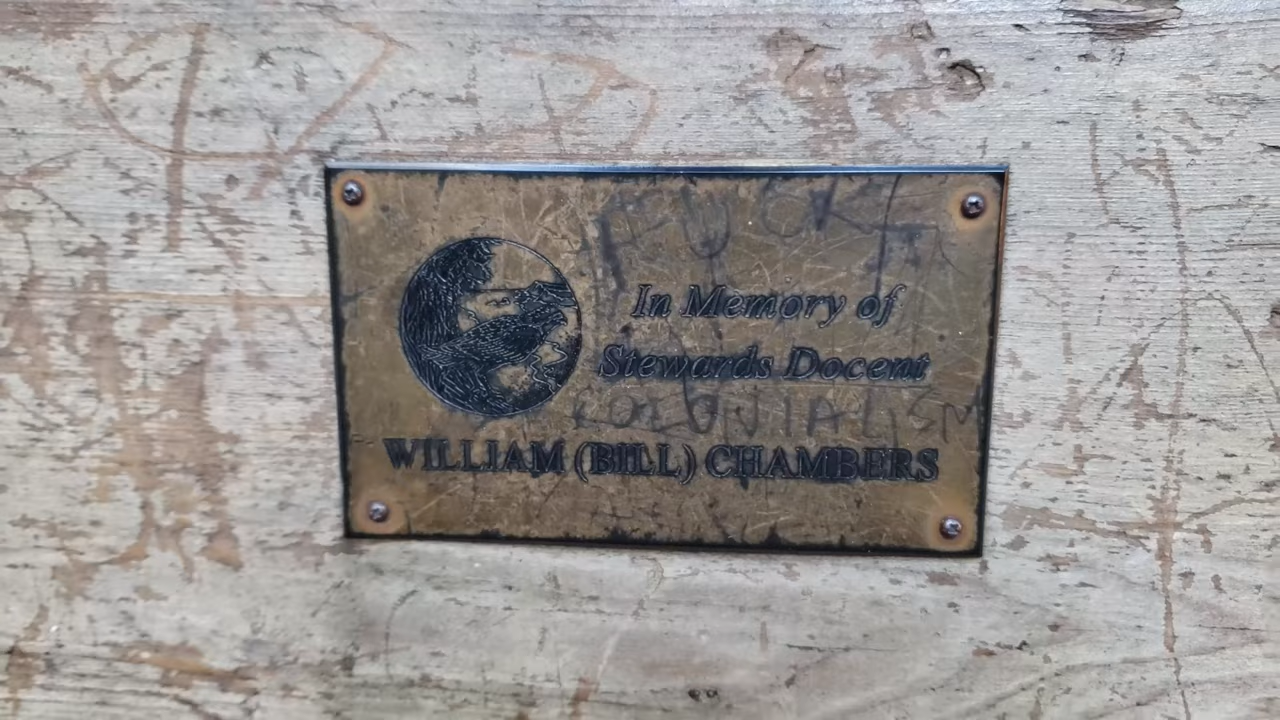 FUCK
In Memory of
Stewards Docent
COLONIALISM
WILLIAM (BILL) CHAMBERS